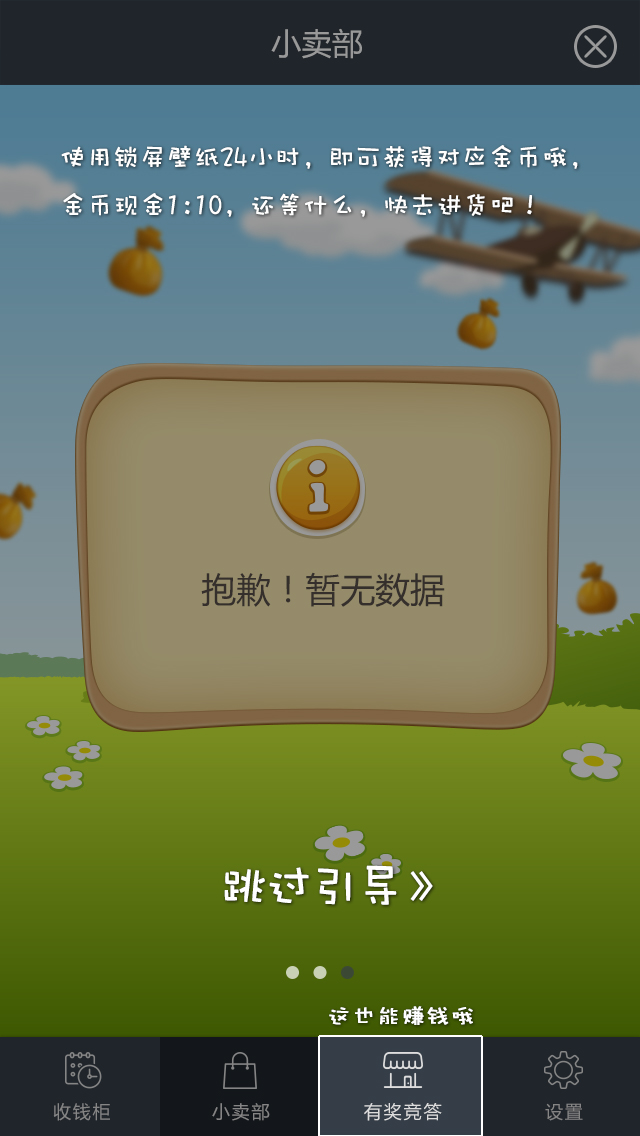 小卖部
使用锁屏壁纸24小时，即可获得对应金币哦，
金币现金1:10，还等什么，快去进货吧！
抱歉！暂无数据
跳过引导》
这也能赚钱哦
收钱柜
小卖部
有奖竞答
设置